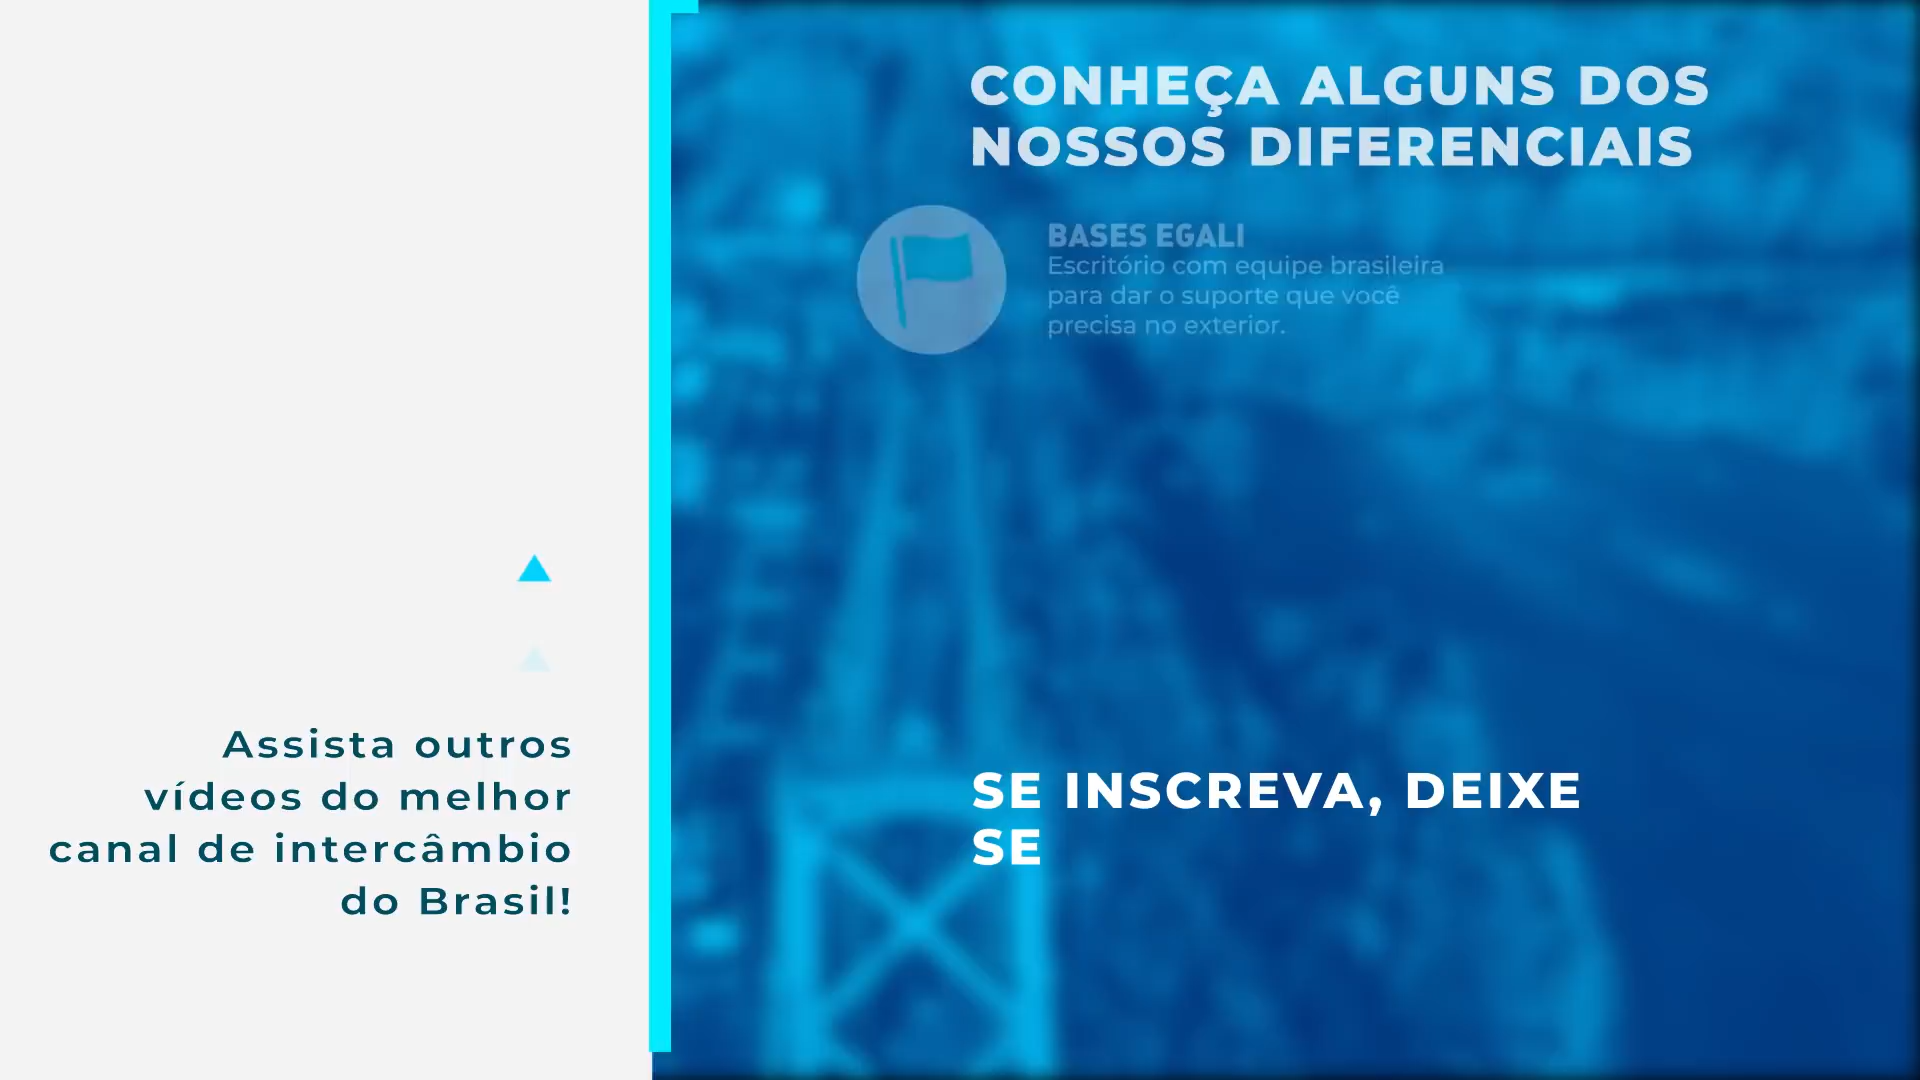 CONHEÇA ALGUNS DOS
NOSSOS DIFERENCIAIS
BASES EGALI
Escritório com equipe brasileira
para dar o suporte que você
precisa no exterior.
Assista outros
vídeos do melhor
canal de intercâmbio
do Brasil!
SE INSCREVA, DEIXE
SE